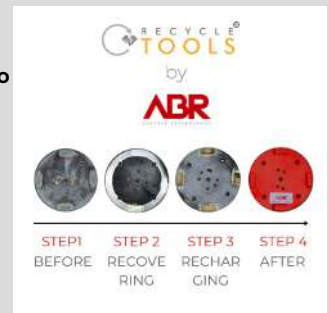 RECYCLE
TOOLS
by
ABR
o
STEP1
BEFORE
STEP 2
RECOVE
RING
STEP 3
RECHAR
GING
STEP 4
AFTER